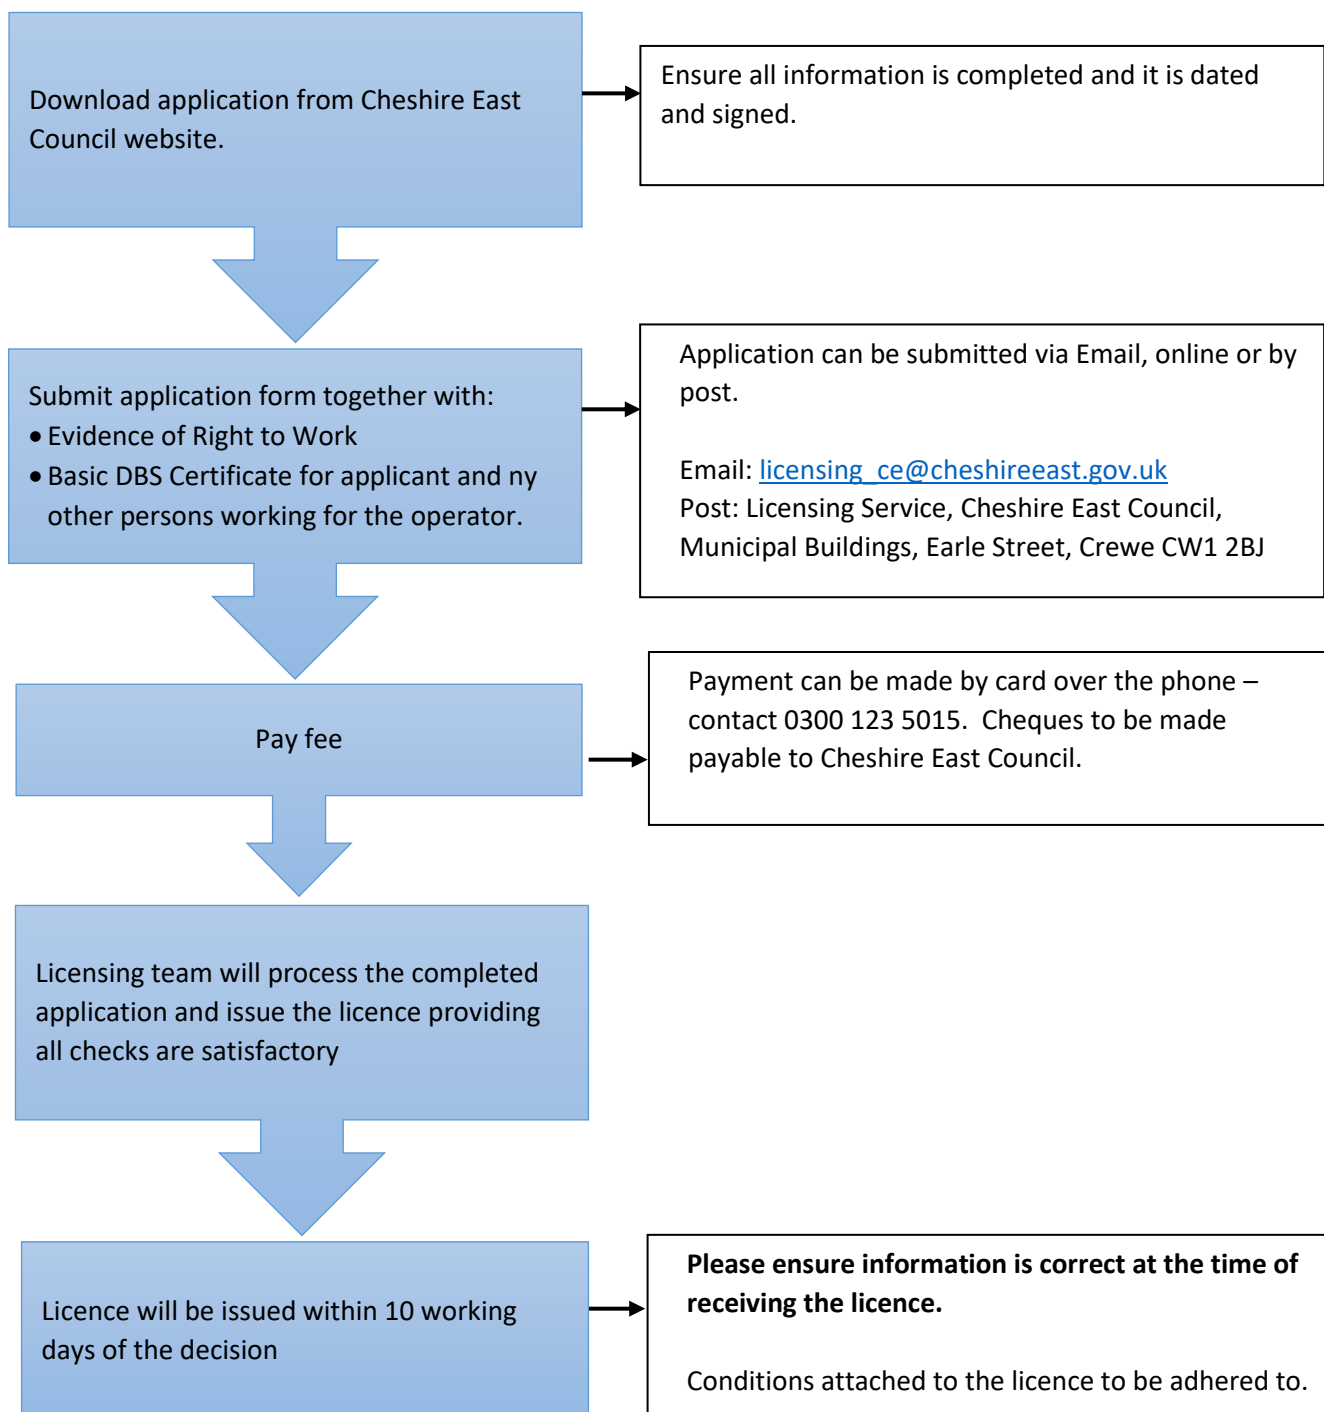 Download application from Cheshire East
Council website.
Ensure all information is completed and it is dated
and signed.
Submit application form together with:
• Evidence of Right to Work
• Basic DBS Certificate for applicant and ny
other persons working for the operator.
Application can be submitted via Email, online or by
post.
Email: licensing_ce@cheshireeast.gov.uk
Post: Licensing Service, Cheshire East Council,
Municipal Buildings, Earle Street, Crewe CW1 2BJ
Pay fee
Payment can be made by card over the phone –
contact 0300 123 5015.  Cheques to be made
payable to Cheshire East Council.
Licensing team will process the completed
application and issue the licence providing
all checks are satisfactory
Licence will be issued within 10 working
days of the decision
Please ensure information is correct at the time of
receiving the licence.
Conditions attached to the licence to be adhered to.